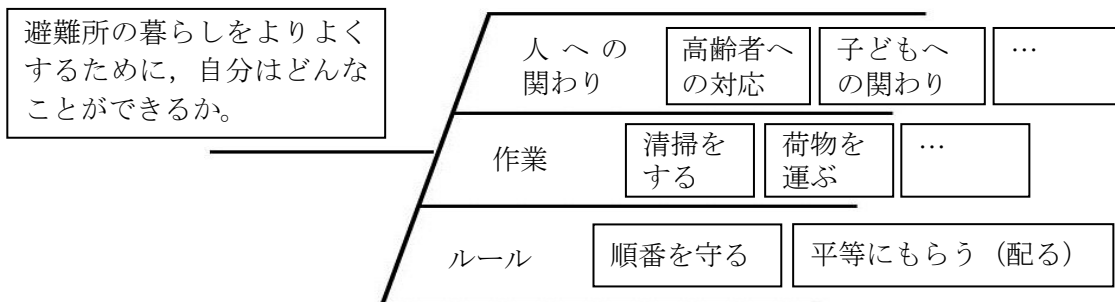 避難所の暮らしをよりよく
するために，自分はどんな
ことができるか。
人への
関わり
高齢者へ
の対応
子どもへ
の関わり
…
作業
清掃を
する
荷物を
運ぶ
…
ルール
順番を守る
平等にもらう（配る）